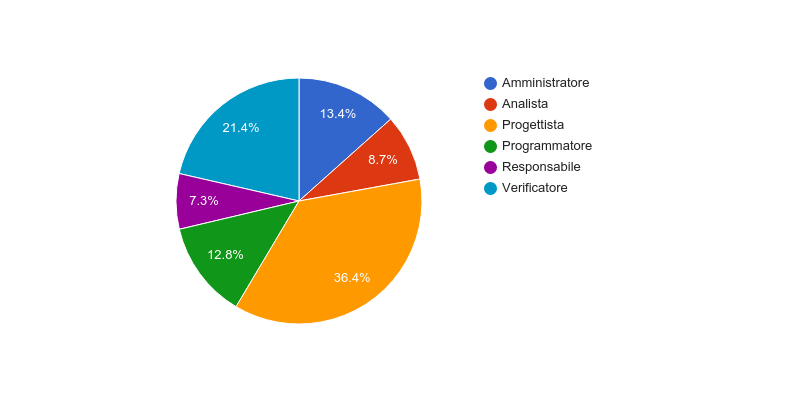 13.4%
8.7%
36.4%
12.8%
7.3%
21.4%
Amministratore
Analista
Progettista
Programmatore
Responsabile
Verificatore